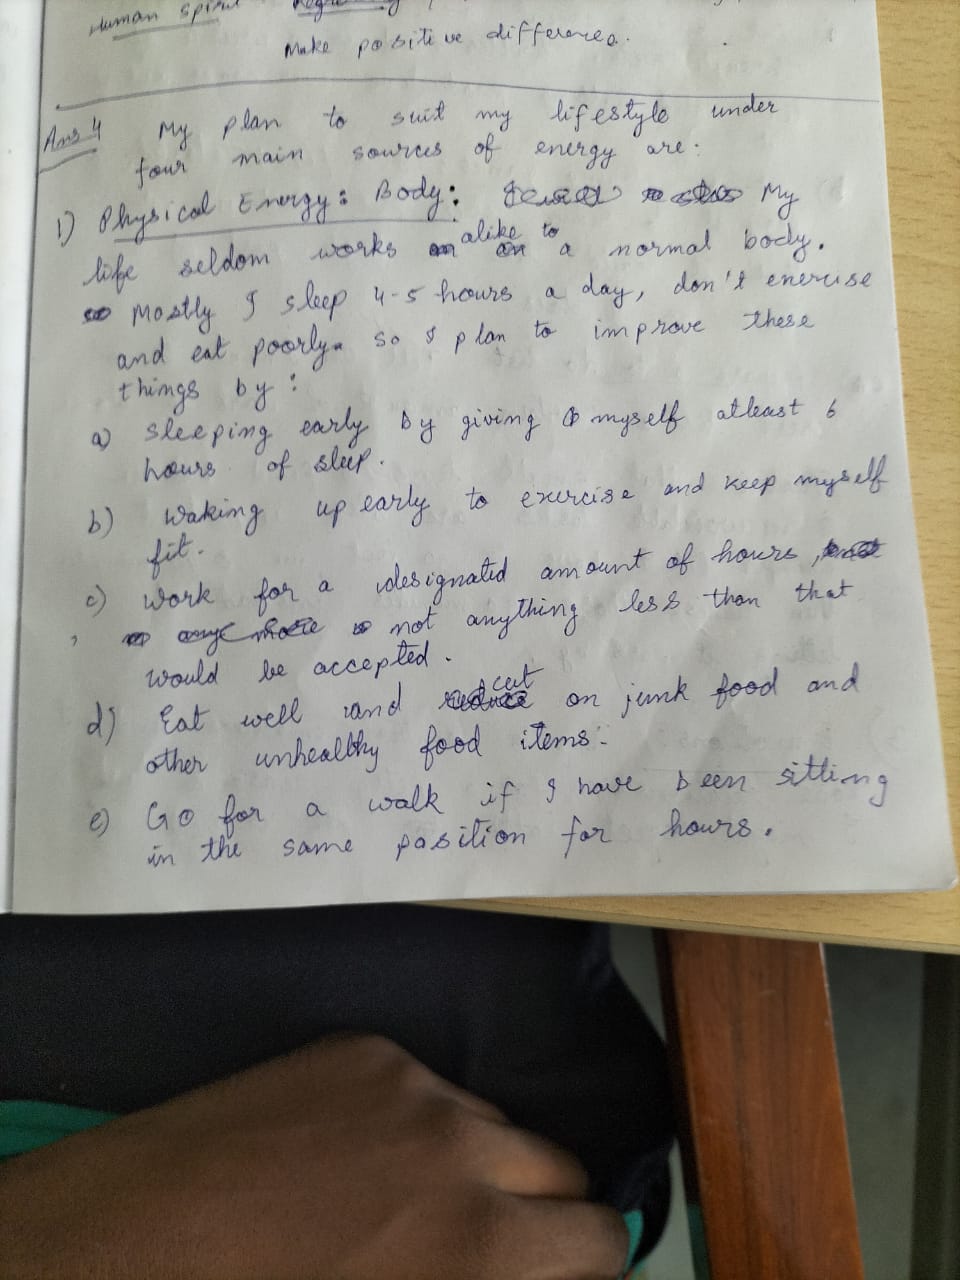 Human spirit
Make positive difference.
Ans 4 My plan to suit my lifestyle under
four main sources of energy are:
1) Physical Energy: Body: My
life seldom works alike to a normal body.
Mostly I sleep 4-5 hours a day, don't exercise
and eat poorly. So I plan to improve these
things by:
a) Sleeping early by giving myself atleast 6
hours of sleep.
b) Waking up early to exercise and keep myself
fit.
c) Work for a designated amount of hours,
not anything less than that
would be accepted.
d) Eat well and cut on junk food and
other unhealthy food items.
e) Go for a walk if I have been sitting
in the same position for hours.